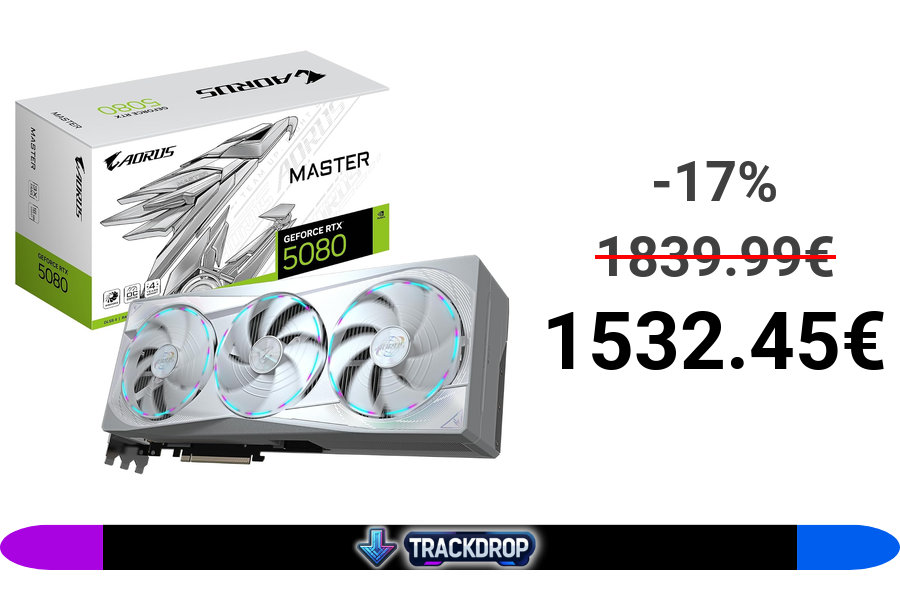 AORUS
GEFORCE RTX
5080
MASTER
MASTER
AORUS
AORUS
MASTER
GEFORCE RTX
5080
GEFORCE RTX
5080
-17%
1839.99€
1532.45€
TRACKDROP